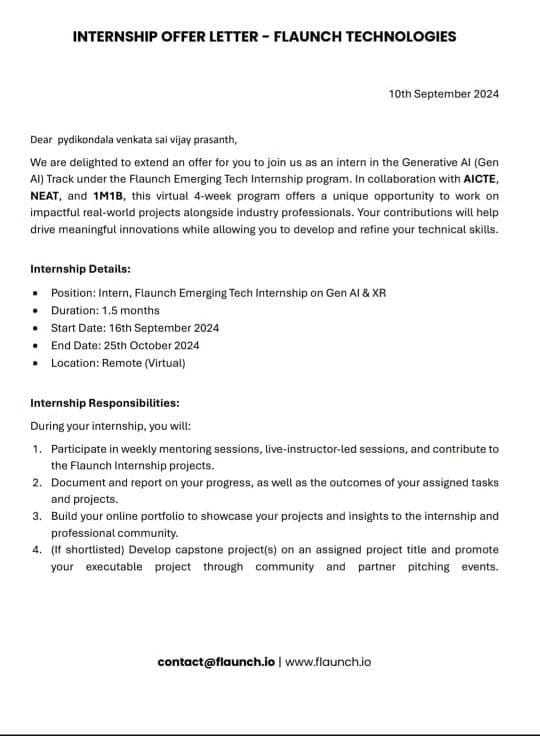 INTERNSHIP OFFER LETTER – FLAUNCH TECHNOLOGIES
10th September 2024
Dear pydikondala venkata sai vijay prasanth,
We are delighted to extend an offer for you to join us as an intern in the Generative AI (Gen
AI) Track under the Flaunch Emerging Tech Internship program. In collaboration with AICTE,
NEAT, and 1M1B, this virtual 4-week program offers a unique opportunity to work on
impactful real-world projects alongside industry professionals. Your contributions will help
drive meaningful innovations while allowing you to develop and refine your technical skills.
Internship Details:
• Position: Intern, Flaunch Emerging Tech Internship on Gen AI & XR
• Duration: 1.5 months
• Start Date: 16th September 2024
• End Date: 25th October 2024
• Location: Remote (Virtual)
Internship Responsibilities:
During your internship, you will:
1. Participate in weekly mentoring sessions, live-instructor-led sessions, and contribute to
the Flaunch Internship projects.
2. Document and report on your progress, as well as the outcomes of your assigned tasks
and projects.
3. Build your online portfolio to showcase your projects and insights to the internship and
professional community.
4. (If shortlisted) Develop capstone project(s) on an assigned project title and promote
your executable project through community and partner pitching events.
contact@flaunch.io | www.flaunch.io